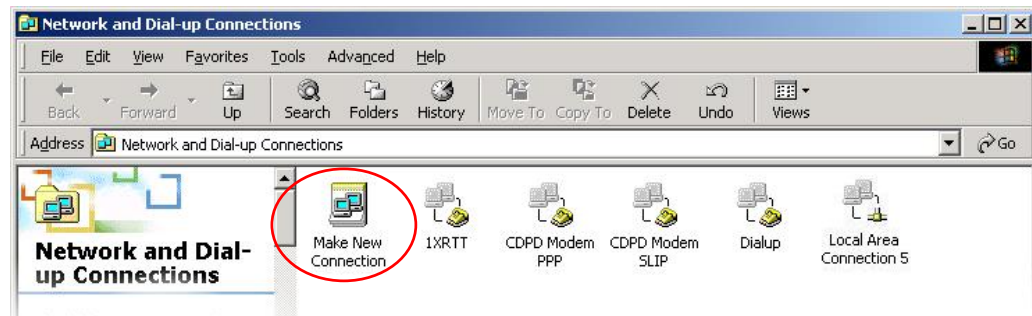 Network and Dial-up Connections
File Edit View Favorites Tools Advanced Help
Back Forward Up Search Folders History Move To Copy To Delete Undo Views
Address Network and Dial-up Connections Go
Network and Dial-
up Connections
Make New
Connection
1XRTT
CDPD Modem
PPP
CDPD Modem
SLIP
Dialup
Local Area
Connection 5